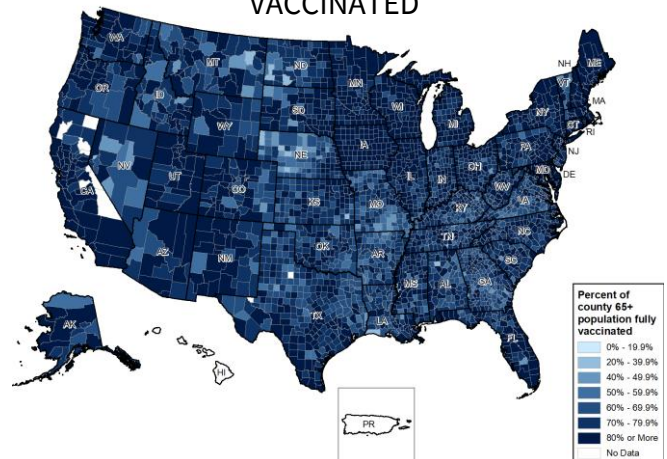 VACCINATED
WA
MT
ND
MN
OR
ID
SD
WI
MI
WY
NE
IA
NV
UT
CO
CA
KS
MO
IL
IN
OH
PA
NY
NH
VT
ME
MA
CT
RI
NJ
DE
MD
WV
VA
KY
AZ
NM
OK
AR
TN
NC
SC
MS
AL
GA
TX
LA
FL
AK
HI
PR
Percent of
county 65+
population fully
vaccinated
0% - 19.9%
20% - 39.9%
40% - 49.9%
50% - 59.9%
60% - 69.9%
70% - 79.9%
80% or More
No Data